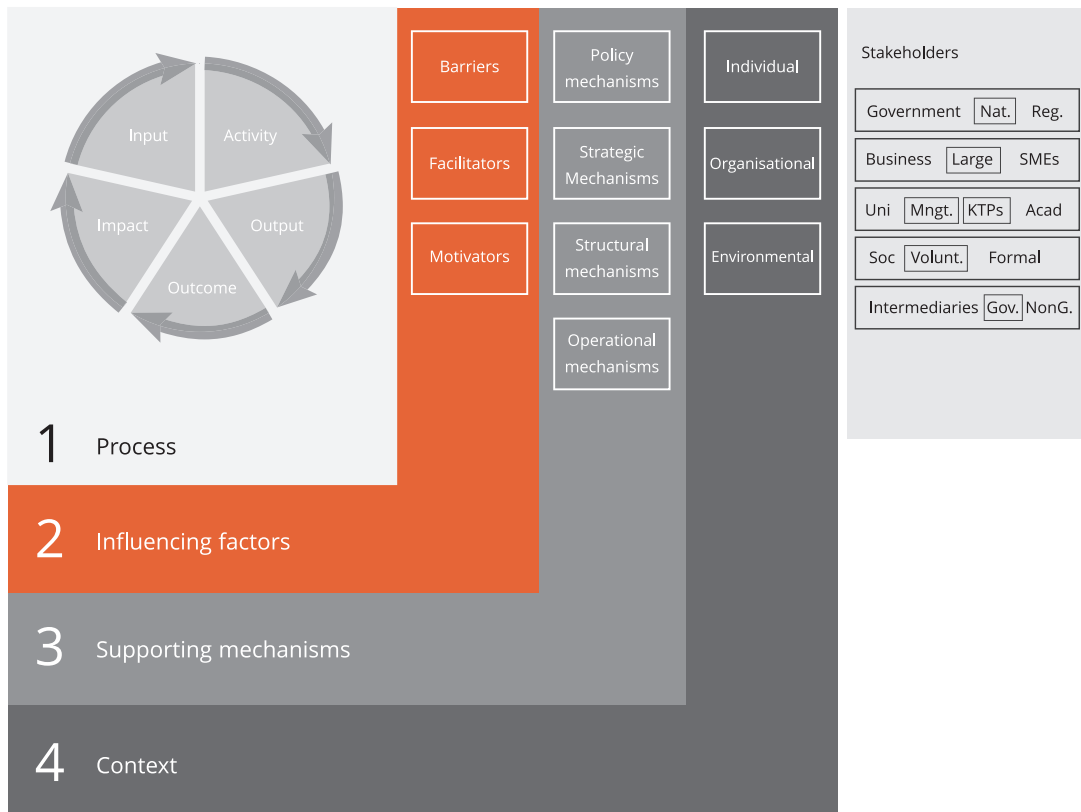 Input
Activity
Output
Outcome
Impact
1 Process
Barriers
Facilitators
Motivators
2 Influencing factors
Policy
mechanisms
Strategic
Mechanisms
Structural
mechanisms
Operational
mechanisms
3 Supporting mechanisms
Individual
Organisational
Environmental
4 Context
Stakeholders
Government Nat. Reg.
Business Large SMEs
Uni Mngt. KTPs Acad
Soc Volunt. Formal
Intermediaries Gov. NonG.